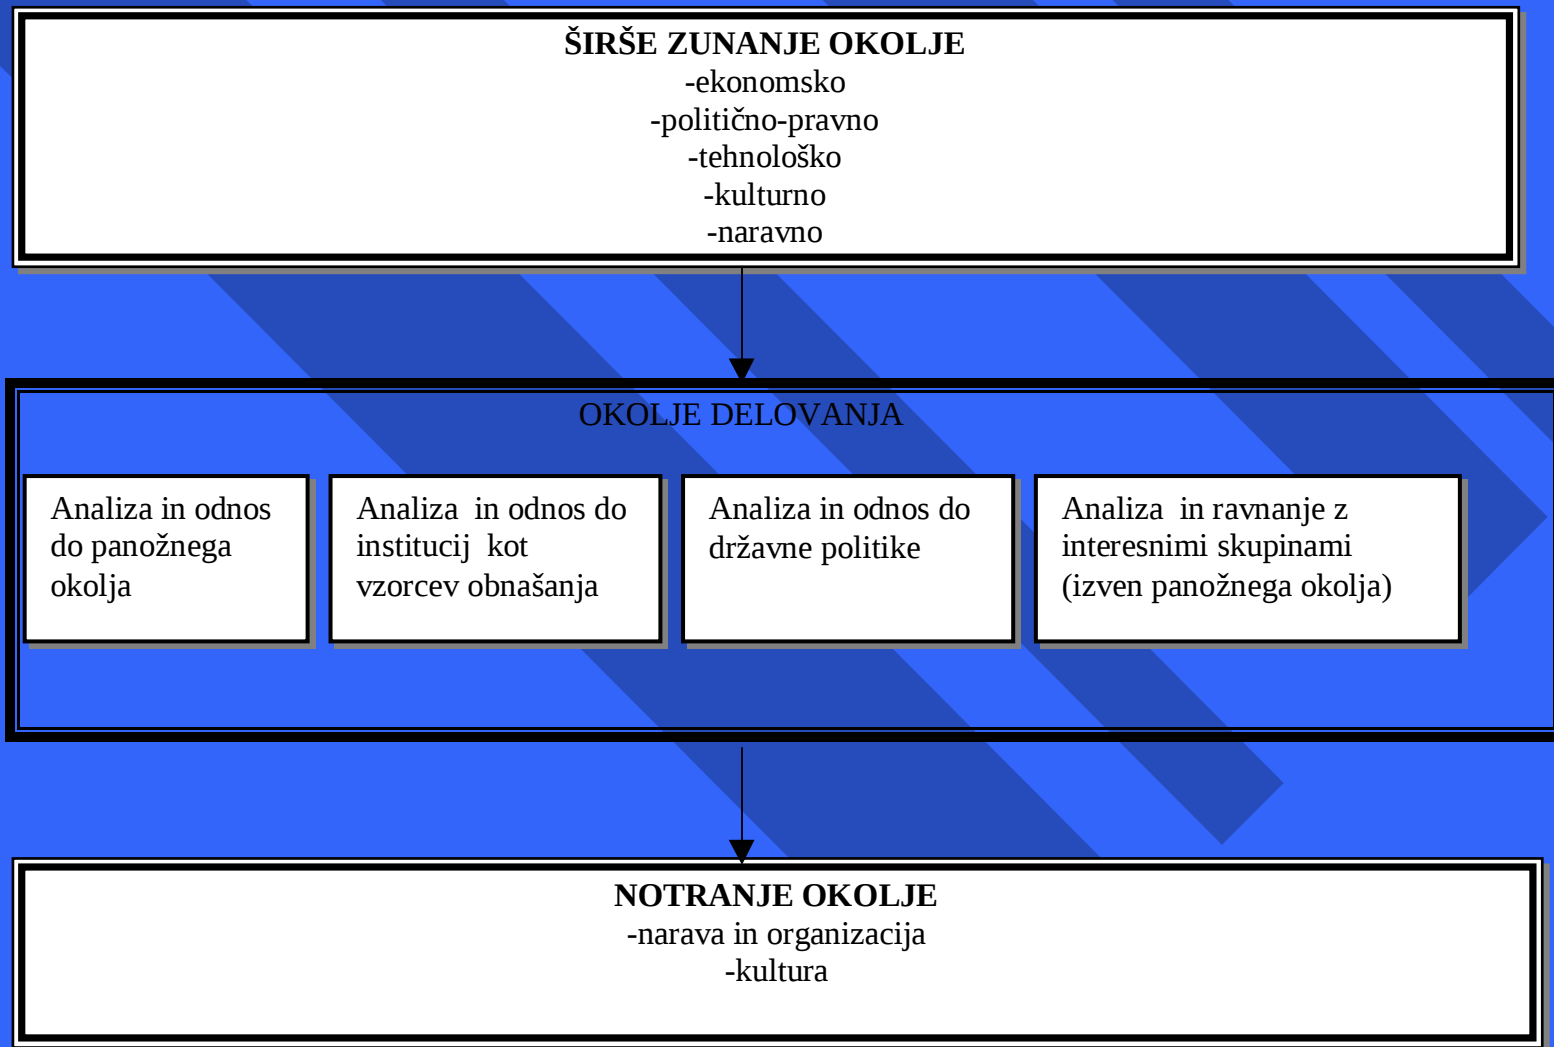 ŠIRŠE ZUNANJE OKOLJE
-ekonomsko
-politično-pravno
-tehnološko
-kulturno
-naravno
OKOLJE DELOVANJA
Analiza in odnos
do panožnega
okolja
Analiza in odnos do
institucij kot
vzorcev obnašanja
Analiza in odnos do
državne politike
Analiza in ravnanje z
interesnimi skupinami
(izven panožnega okolja)
NOTRANJE OKOLJE
-narava in organizacija
-kultura